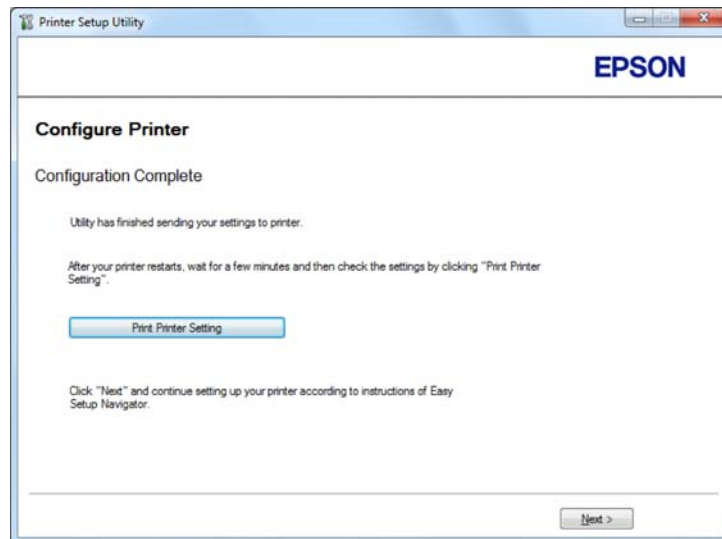 Printer Setup Utility
EPSON
Configure Printer
Configuration Complete
Utility has finished sending your settings to printer.
After your printer restarts, wait for a few minutes and then check the settings by clicking "Print Printer
Setting".
Print Printer Setting
Click "Next" and continue setting up your printer according to instructions of Easy
Setup Navigator.
Next >